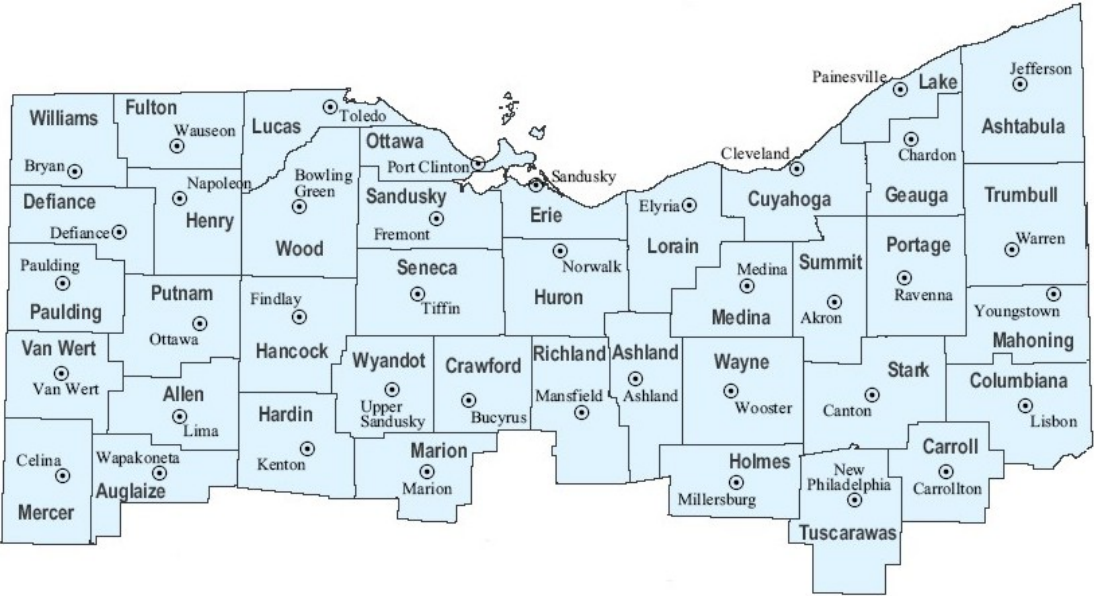 Painesville
Lake
Jefferson
Ashtabula
Williams
Fulton
Wauseon
Lucas
Toledo
Ottawa
Port Clinton
Sandusky
Cleveland
Cuyahoga
Chardon
Geauga
Trumbull
Warren
Bryan
Napoleon
Henry
Bowling
Green
Wood
Sandusky
Fremont
Erie
Elyria
Lorain
Defiance
Defiance
Paulding
Paulding
Putnam
Ottawa
Findlay
Hancock
Seneca
Tiffin
Norwalk
Huron
Medina
Medina
Summit
Akron
Portage
Ravenna
Youngstown
Mahoning
Van Wert
Van Wert
Allen
Lima
Hardin
Kenton
Wyandot
Upper
Sandusky
Crawford
Bucyrus
Richland
Mansfield
Ashland
Ashland
Wayne
Wooster
Stark
Canton
Columbiana
Lisbon
Celina
Mercer
Wapakoneta
Auglaize
Marion
Marion
Holmes
Millersburg
New
Philadelphia
Tuscarawas
Carroll
Carrollton